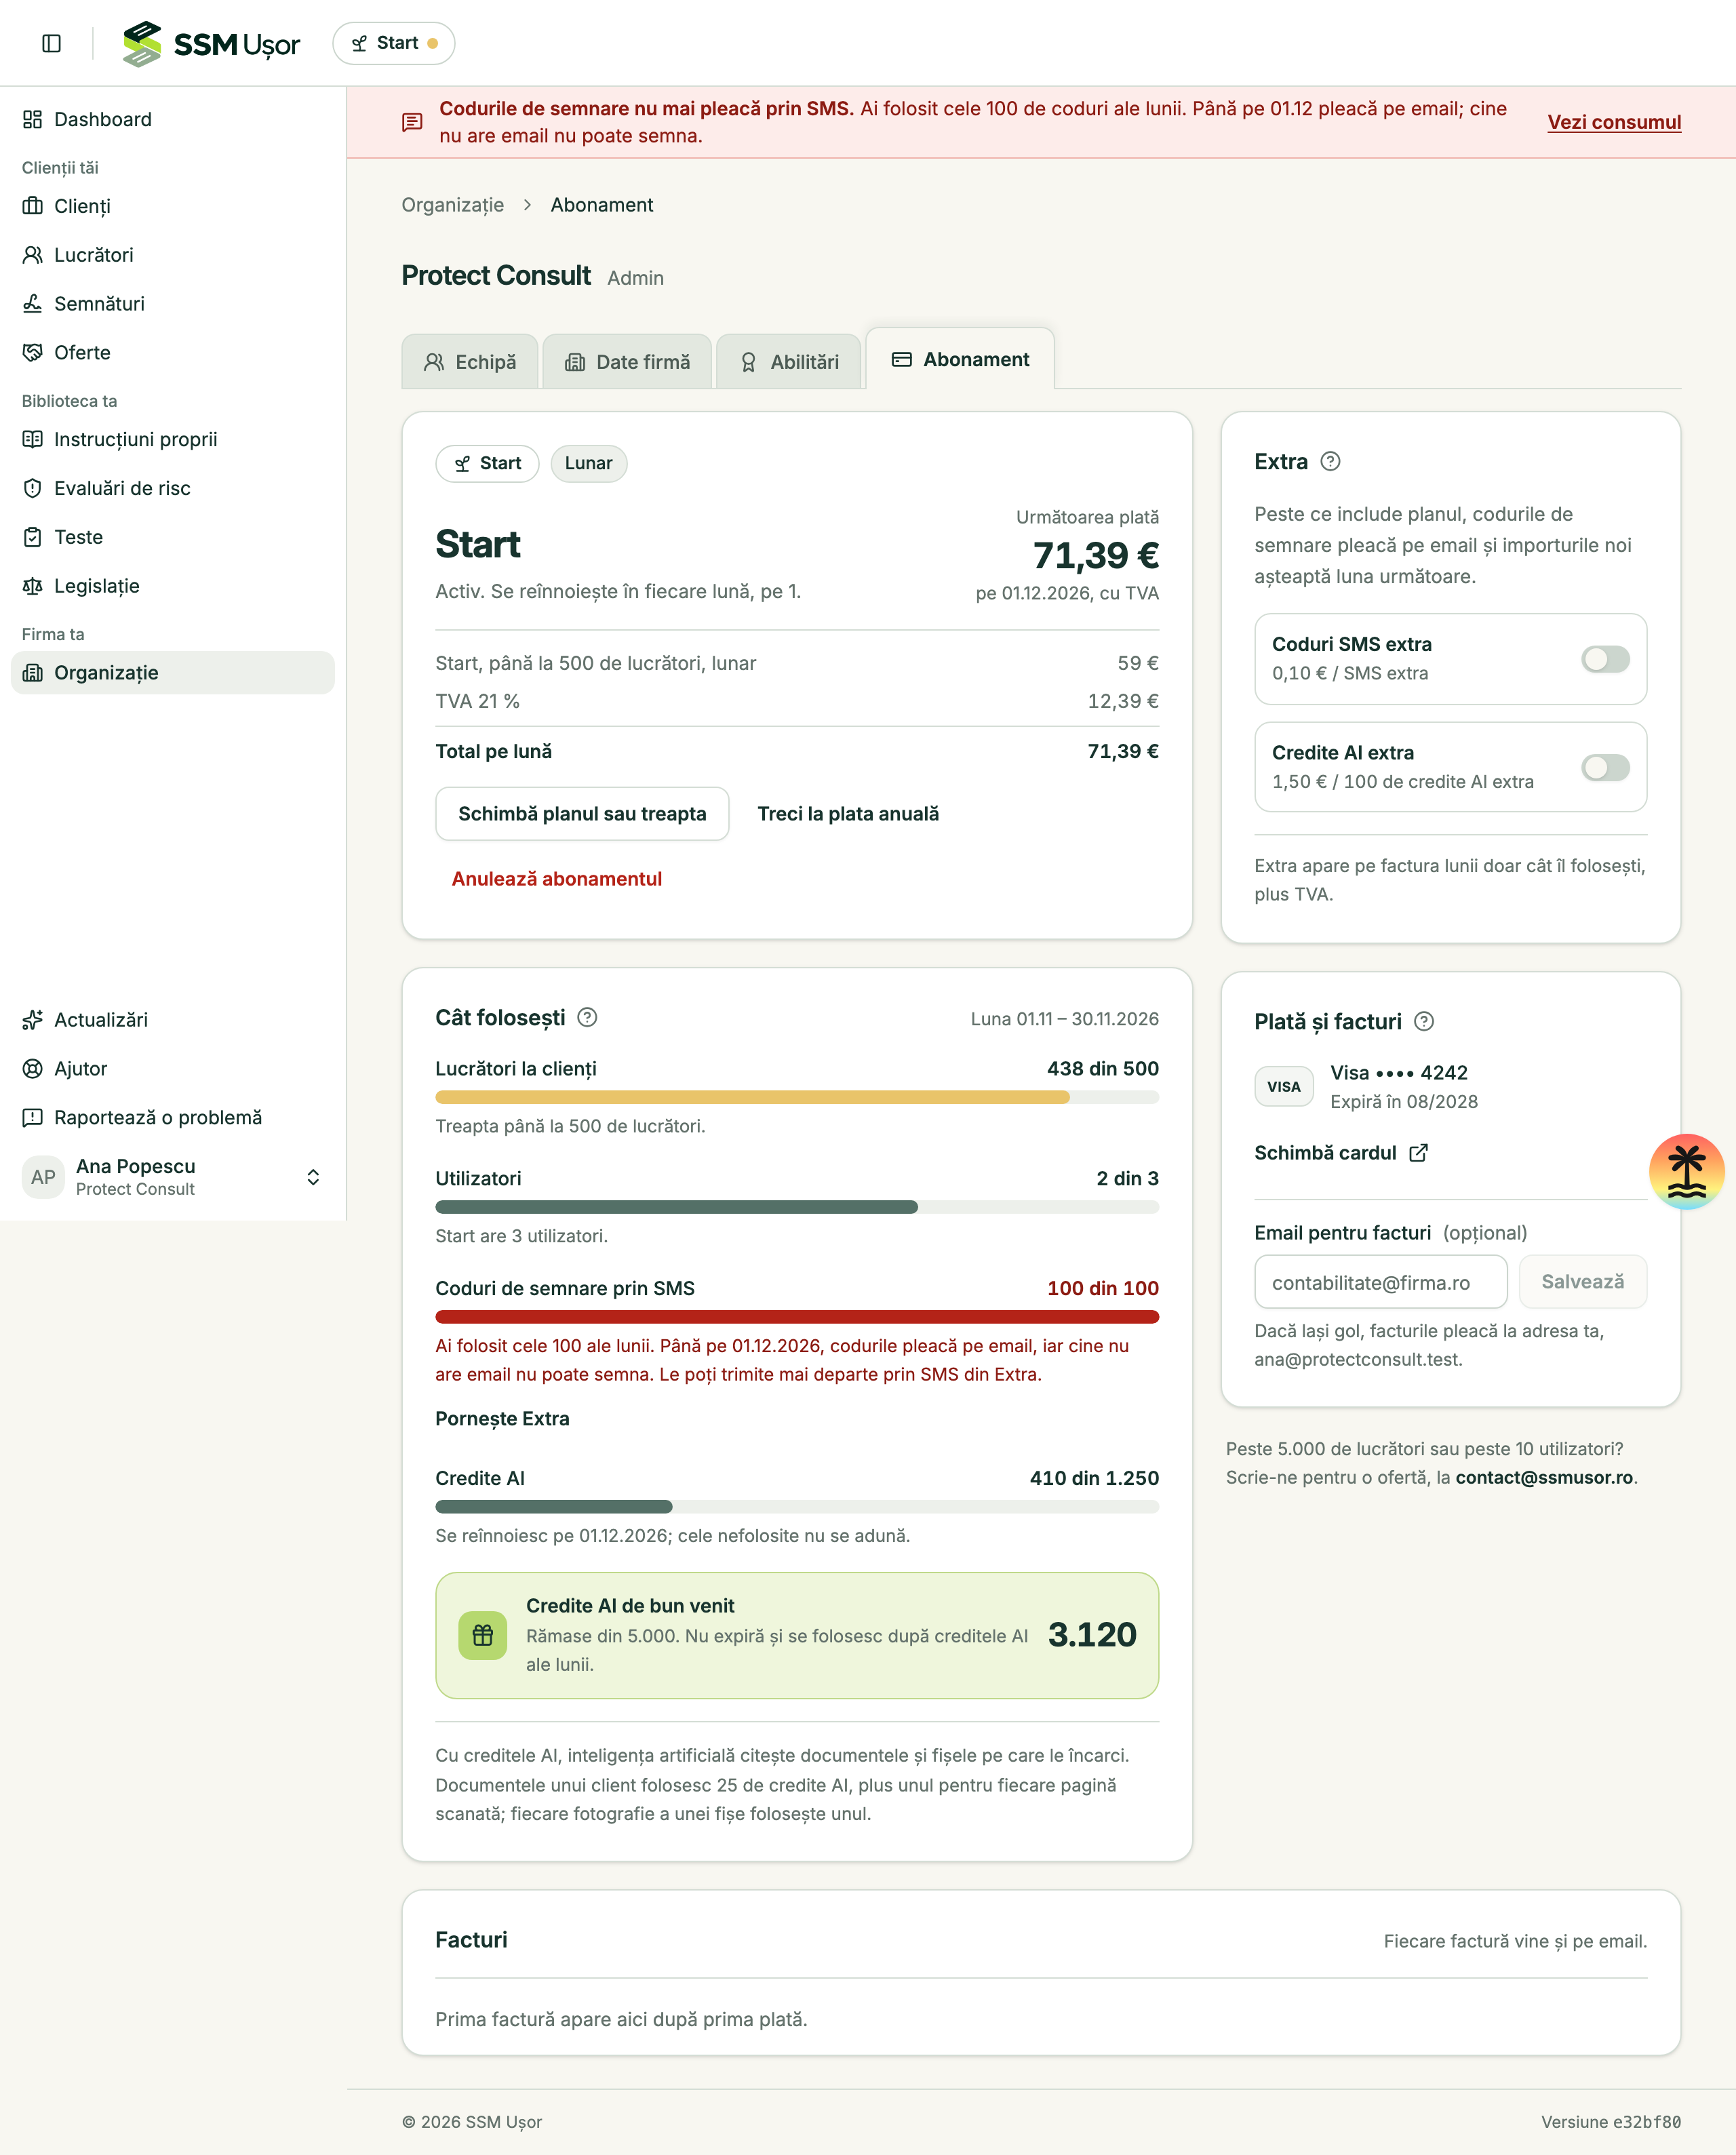 SSM Ușor
Start
Dashboard
Clienții tăi
Clienți
Lucrători
Semnături
Oferte
Biblioteca ta
Instrucțiuni proprii
Evaluări de risc
Teste
Legislație
Firma ta
Organizație
Actualizări
Ajutor
Raportează o problemă
AP
Ana Popescu
Protect Consult
Codurile de semnare nu mai pleacă prin SMS. Ai folosit cele 100 de coduri ale lunii. Până pe 01.12 pleacă pe email; cine
nu are email nu poate semna.
Vezi consumul
Organizație > Abonament
Protect Consult Admin
Echipă
Date firmă
Abilitări
Abonament
Start
Lunar
Start
Activ. Se reînnoiește în fiecare lună, pe 1.
Următoarea plată
71,39 €
pe 01.12.2026, cu TVA
Start, până la 500 de lucrători, lunar 59 €
TVA 21 % 12,39 €
Total pe lună 71,39 €
Schimbă planul sau treapta
Treci la plata anuală
Anulează abonamentul
Extra
Peste ce include planul, codurile de
semnare pleacă pe email și importurile noi
așteaptă luna următoare.
Coduri SMS extra
0,10 € / SMS extra
Credite AI extra
1,50 € / 100 de credite AI extra
Extra apare pe factura lunii doar cât îl folosești,
plus TVA.
Cât folosești
Luna 01.11 – 30.11.2026
Lucrători la clienți 438 din 500
Treapta până la 500 de lucrători.
Utilizatori 2 din 3
Start are 3 utilizatori.
Coduri de semnare prin SMS 100 din 100
Ai folosit cele 100 ale lunii. Până pe 01.12.2026, codurile pleacă pe email, iar cine nu
are email nu poate semna. Le poți trimite mai departe prin SMS din Extra.
Pornește Extra
Credite AI 410 din 1.250
Se reînnoiesc pe 01.12.2026; cele nefolosite nu se adună.
Credite AI de bun venit
Rămase din 5.000. Nu expiră și se folosesc după creditele AI
ale lunii.
3.120
Cu creditele AI, inteligența artificială citește documentele și fișele pe care le încarci.
Documentele unui client folosesc 25 de credite AI, plus unul pentru fiecare pagină
scanată; fiecare fotografie a unei fișe folosește unul.
Plată și facturi
VISA
Visa •••• 4242
Expiră în 08/2028
Schimbă cardul
Email pentru facturi (opțional)
contabilitate@firma.ro
Salvează
Dacă lași gol, facturile pleacă la adresa ta,
ana@protectconsult.test.
Peste 5.000 de lucrători sau peste 10 utilizatori?
Scrie-ne pentru o ofertă, la contact@ssmusor.ro.
Facturi
Fiecare factură vine și pe email.
Prima factură apare aici după prima plată.
© 2026 SSM Ușor
Versiune e32bf80